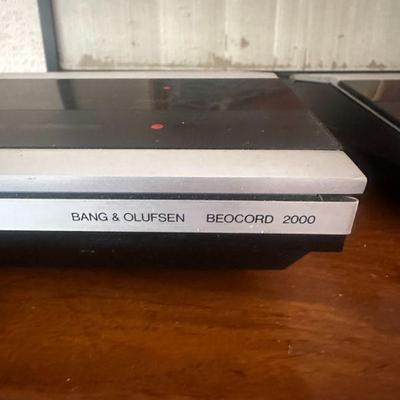 BANG & OLUFSEN BEOCORD 2000